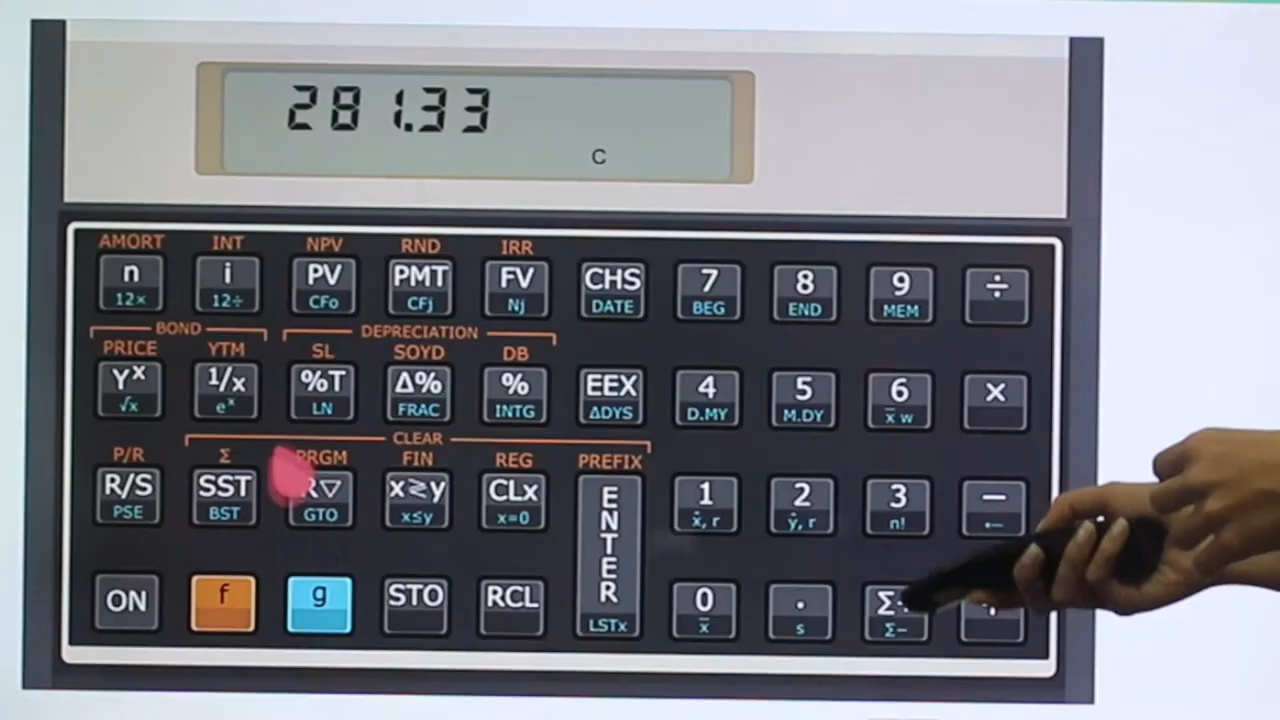 281.33
C
AMORT INT NPV RND IRR
n i PV PMT FV CHS 7 8 9 ÷
12× 12÷ CFo CFj Nj DATE BEG END MEM
BOND DEPRECIATION
PRICE YTM SL SOYD DB
Yˣ 1/x %T Δ% % EEX 4 5 6 ×
√x eˣ LN FRAC INTG ΔDYS D.MY M.DY x̄ w
CLEAR
P/R Σ PRGM FIN REG PREFIX
R/S SST R▽ x≷y CLx ENTER 1 2 3 −
PSE BST GTO x≤y x=0 x̂, r ŷ, r n! ←
ON f g STO RCL 0 .
LSTx x̄ s Σ−